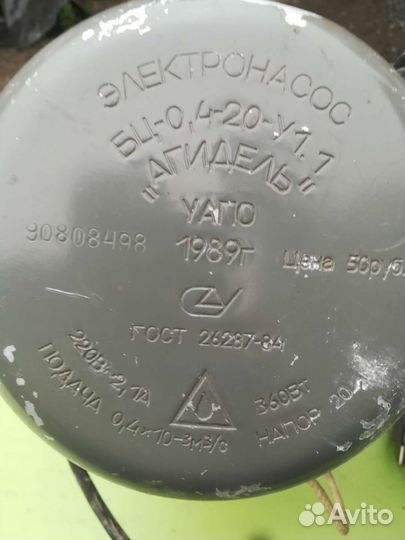 ЭЛЕКТРОНАСОС
БЦ-0,4-20-У1.1
"АГИДЕЛЬ"
УАПО
90808498
1989г
Цена 56руб.
ГОСТ 26287-84
220В~2,1А
360Вт
ПОДАЧА 0,4×10-3м3/с
НАПОР 20
Avito